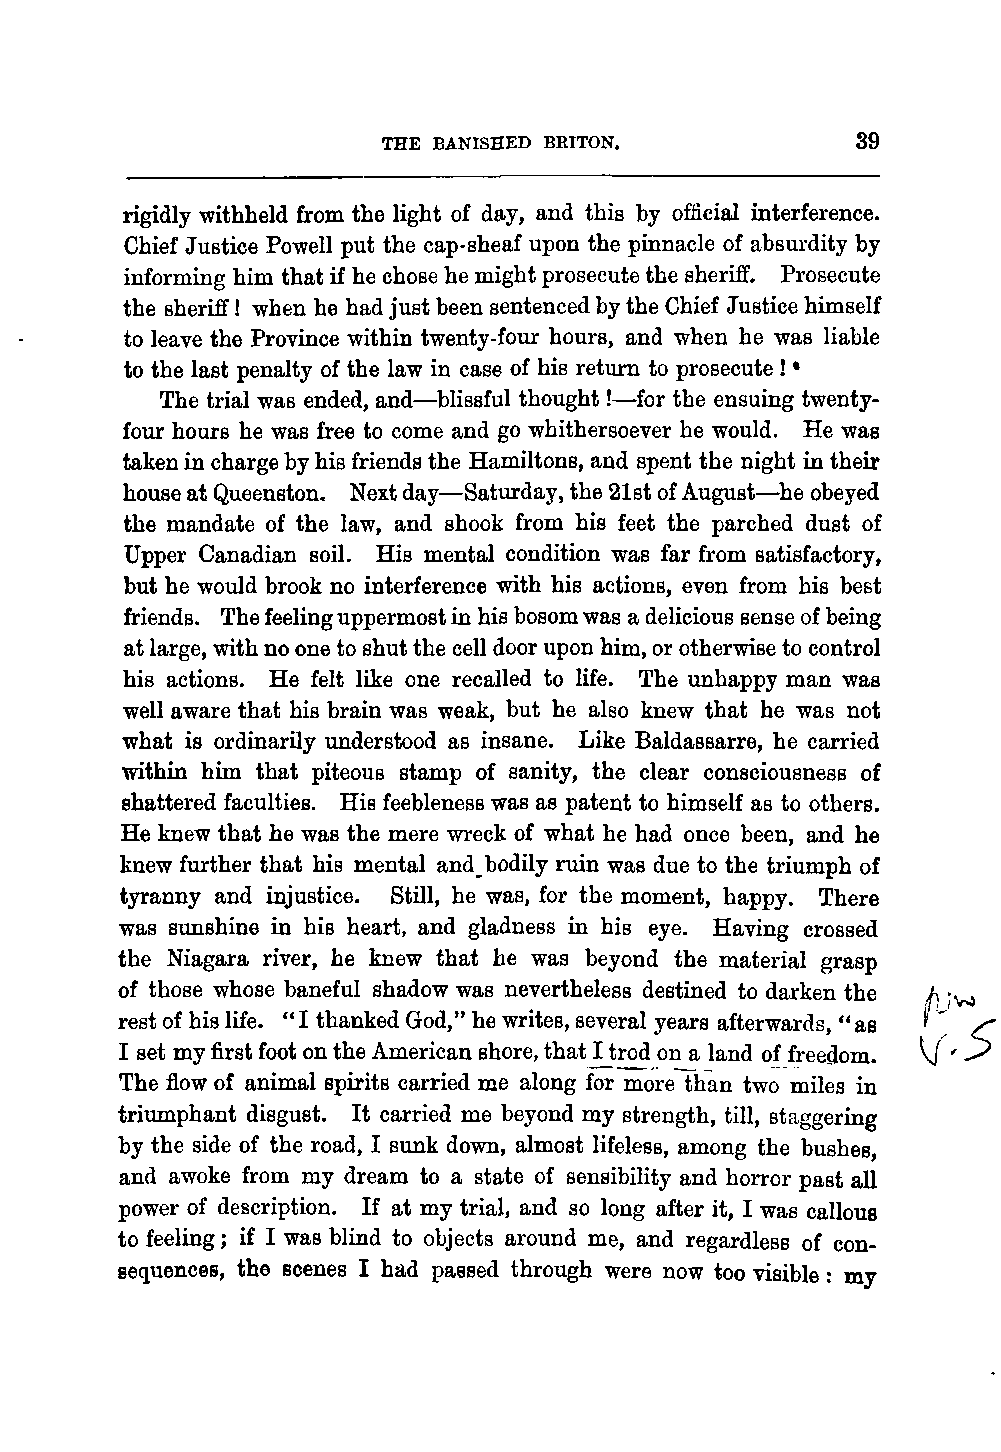 THE BANISHED BRITON. 39
rigidly withheld from the light of day, and this by official interference.
Chief Justice Powell put the cap-sheaf upon the pinnacle of absurdity by
informing him that if he chose he might prosecute the sheriff. Prosecute
the sheriff! when he had just been sentenced by the Chief Justice himself
to leave the Province within twenty-four hours, and when he was liable
to the last penalty of the law in case of his return to prosecute!
The trial was ended, and—blissful thought!—for the ensuing twenty-
four hours he was free to come and go whithersoever he would. He was
taken in charge by his friends the Hamiltons, and spent the night in their
house at Queenston. Next day—Saturday, the 21st of August—he obeyed
the mandate of the law, and shook from his feet the parched dust of
Upper Canadian soil. His mental condition was far from satisfactory,
but he would brook no interference with his actions, even from his best
friends. The feeling uppermost in his bosom was a delicious sense of being
at large, with no one to shut the cell door upon him, or otherwise to control
his actions. He felt like one recalled to life. The unhappy man was
well aware that his brain was weak, but he also knew that he was not
what is ordinarily understood as insane. Like Baldassarre, he carried
within him that piteous stamp of sanity, the clear consciousness of
shattered faculties. His feebleness was as patent to himself as to others.
He knew that he was the mere wreck of what he had once been, and he
knew further that his mental and bodily ruin was due to the triumph of
tyranny and injustice. Still, he was, for the moment, happy. There
was sunshine in his heart, and gladness in his eye. Having crossed
the Niagara river, he knew that he was beyond the material grasp
of those whose baneful shadow was nevertheless destined to darken the
rest of his life. "I thanked God," he writes, several years afterwards, "as
I set my first foot on the American shore, that I trod on a land of freedom.
V.S
The flow of animal spirits carried me along for more than two miles in
triumphant disgust. It carried me beyond my strength, till, staggering
by the side of the road, I sunk down, almost lifeless, among the bushes,
and awoke from my dream to a state of sensibility and horror past all
power of description. If at my trial, and so long after it, I was callous
to feeling; if I was blind to objects around me, and regardless of con-
sequences, the scenes I had passed through were now too visible: my